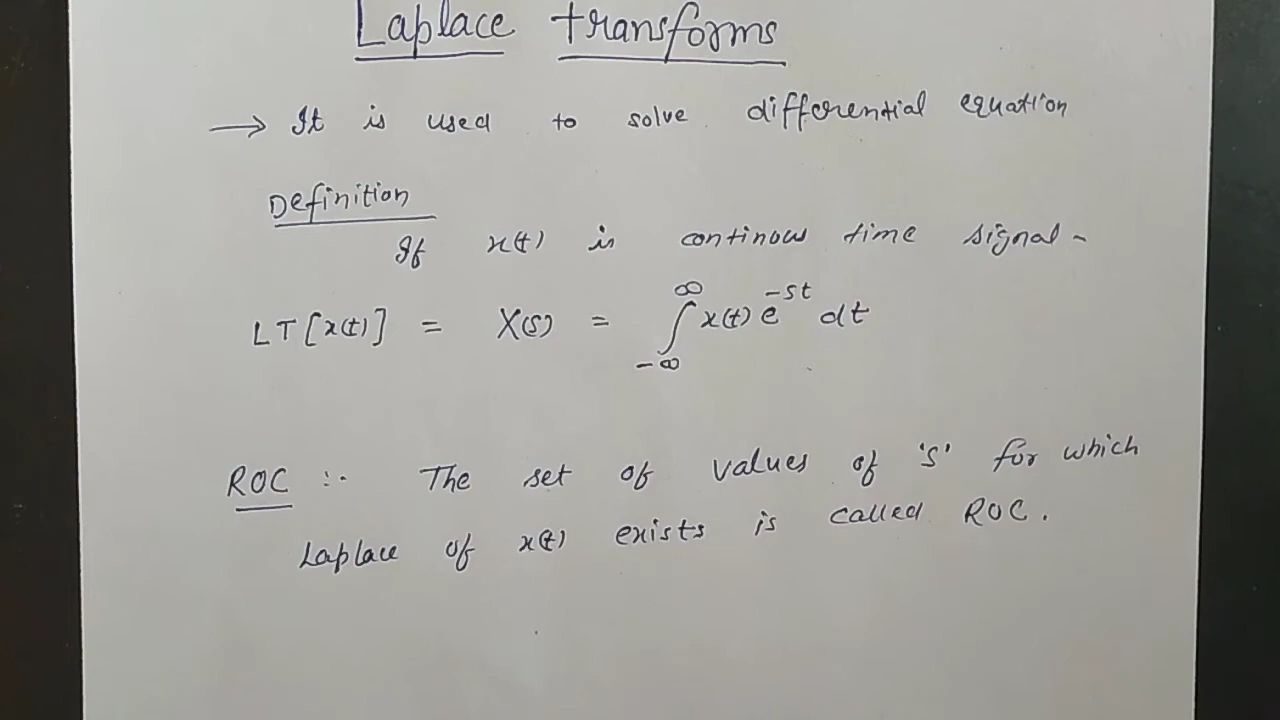 Laplace transforms
→ It is used to solve differential equation
Definition
If x(t) is continous time signal -
LT[x(t)] = X(s) = ∫_{-∞}^{∞} x(t) e^{-st} dt
ROC :- The set of values of 's' for which
Laplace of x(t) exists is called ROC.